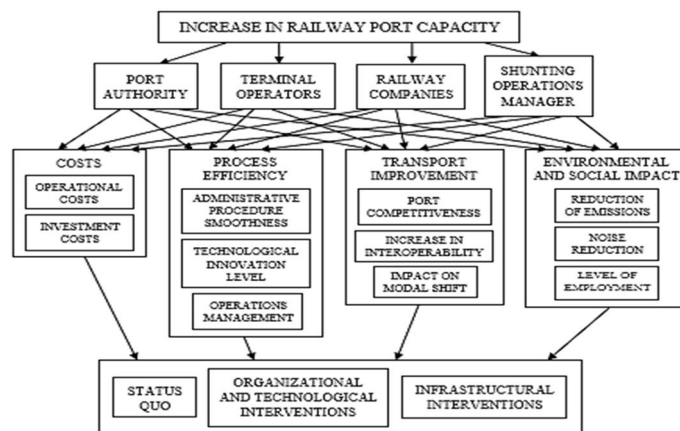 INCREASE IN RAILWAY PORT CAPACITY
PORT
AUTHORITY
TERMINAL
OPERATORS
RAILWAY
COMPANIES
SHUNTING
OPERATIONS
MANAGER
COSTS
OPERATIONAL
COSTS
INVESTMENT
COSTS
PROCESS
EFFICIENCY
ADMINISTRATIVE
PROCEDURE
SMOOTHNESS
TECHNOLOGICAL
INNOVATION
LEVEL
OPERATIONS
MANAGEMENT
TRANSPORT
IMPROVEMENT
PORT
COMPETITIVENESS
INCREASE IN
INTEROPERABILITY
IMPACT ON
MODAL SHIFT
ENVIRONMENTAL
AND SOCIAL IMPACT
REDUCTION
OF EMISSIONS
NOISE
REDUCTION
LEVEL OF
EMPLOYMENT
STATUS
QUO
ORGANIZATIONAL
AND TECHNOLOGICAL
INTERVENTIONS
INFRASTRUCTURAL
INTERVENTIONS